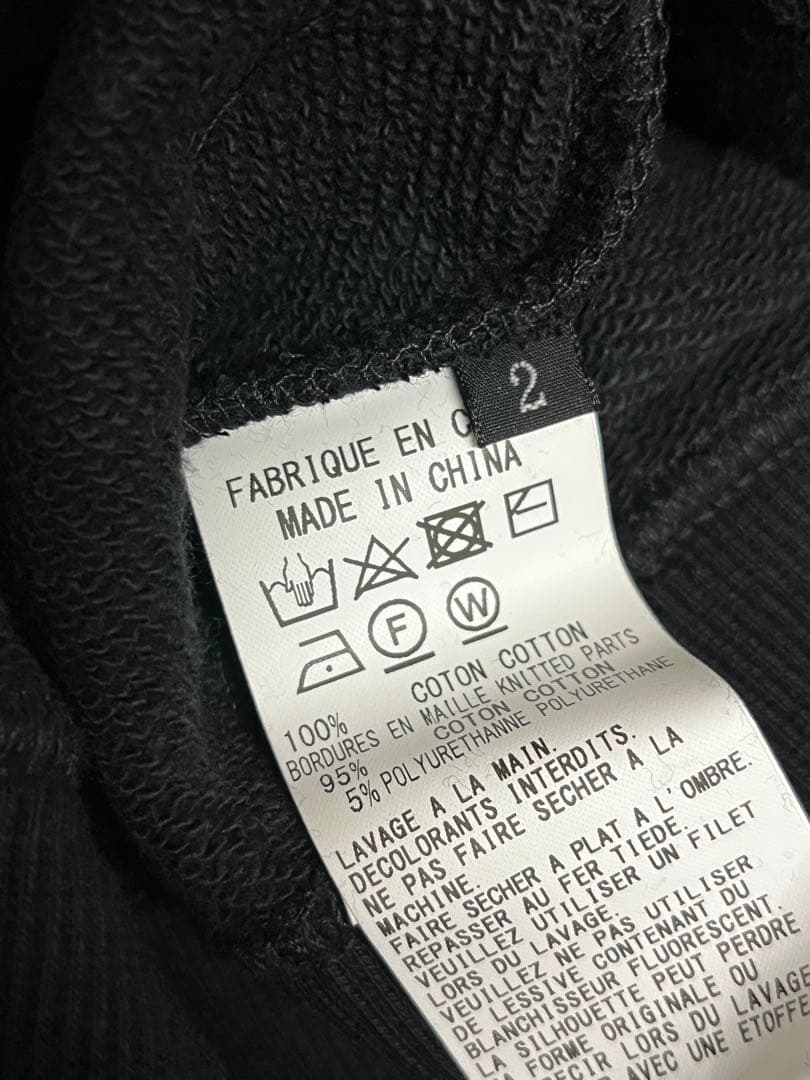 2
FABRIQUE EN
MADE IN CHINA
F W
100% COTON COTTON
BORDURES EN MAILLE KNITTED PARTS
95% COTON COTTON
5% POLYURETHANNE POLYURETHANE
LAVAGE A LA MAIN.
DECOLORANTS INTERDITS.
NE PAS FAIRE SECHER A LA
MACHINE.
FAIRE SECHER A PLAT A L'OMBRE.
REPASSER AU FER TIEDE.
VEUILLEZ UTILISER UN FILET
LORS DU LAVAGE.
VEUILLEZ NE PAS UTILISER
DE LESSIVE CONTENANT DU
BLANCHISSEUR FLUORESCENT.
LA SILHOUETTE PEUT PERDRE
SA FORME ORIGINALE OU
LORS DU LAVAGE
AVEC UNE ETOFFE